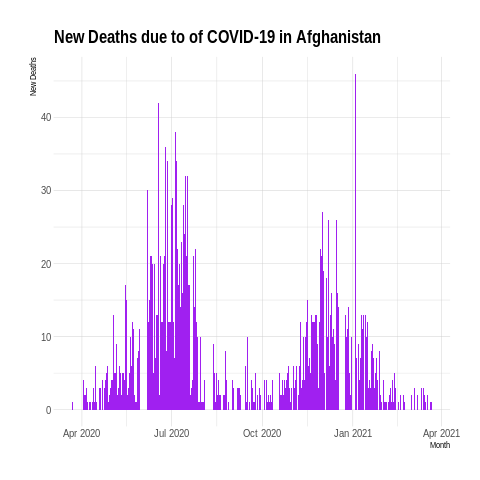 New Deaths due to of COVID-19 in Afghanistan
New Deaths
40
30
20
10
0
Apr 2020
Jul 2020
Oct 2020
Jan 2021
Apr 2021
Month